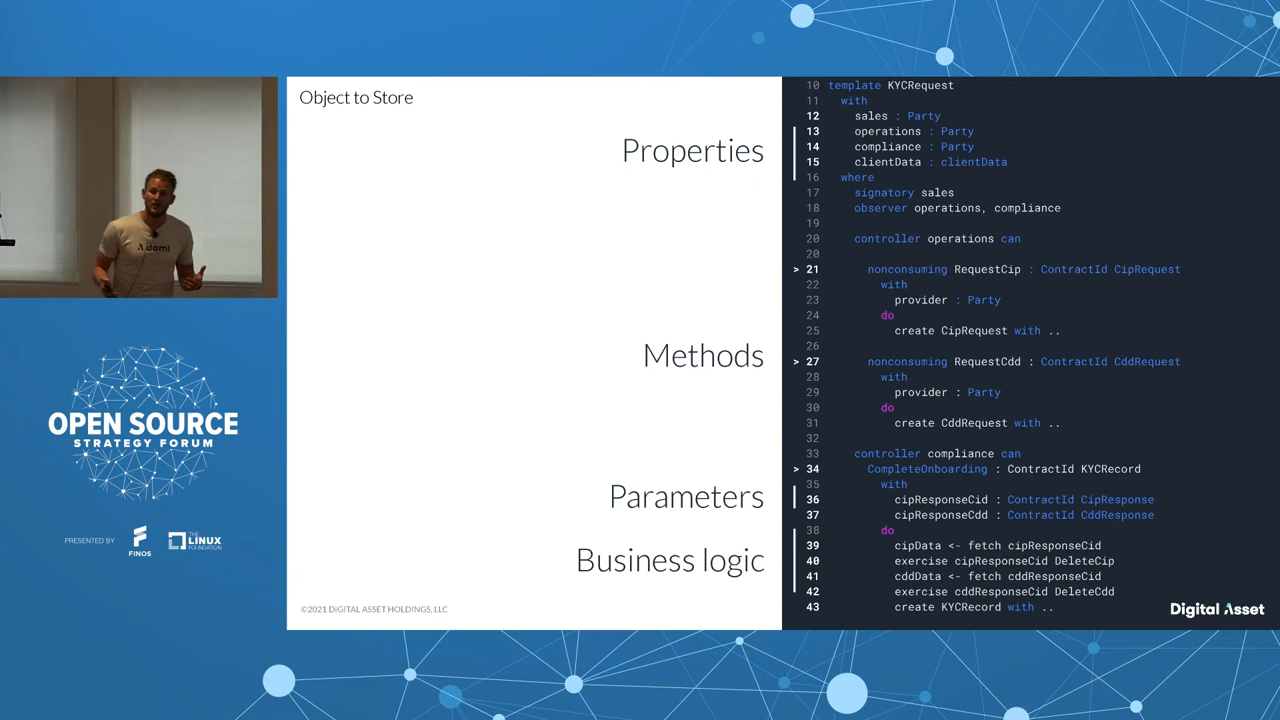 Object to Store
Properties
Methods
Parameters
Business logic
©2021 DIGITAL ASSET HOLDINGS, LLC
10 template KYCRequest
11 with
12 sales : Party
13 operations : Party
14 compliance : Party
15 clientData : clientData
16 where
17 signatory sales
18 observer operations, compliance
19
20 controller operations can
20
> 21 nonconsuming RequestCip : ContractId CipRequest
22 with
23 provider : Party
24 do
25 create CipRequest with ..
26
> 27 nonconsuming RequestCdd : ContractId CddRequest
28 with
29 provider : Party
30 do
31 create CddRequest with ..
32
33 controller compliance can
> 34 CompleteOnboarding : ContractId KYCRecord
35 with
36 cipResponseCid : ContractId CipResponse
37 cipResponseCdd : ContractId CddResponse
38 do
39 cipData <- fetch cipResponseCid
40 exercise cipResponseCid DeleteCip
41 cddData <- fetch cddResponseCid
42 exercise cddResponseCid DeleteCdd
43 create KYCRecord with ..
Digital Asset
Daml
OPEN SOURCE
STRATEGY FORUM
PRESENTED BY
FINOS
THE
LINUX
FOUNDATION